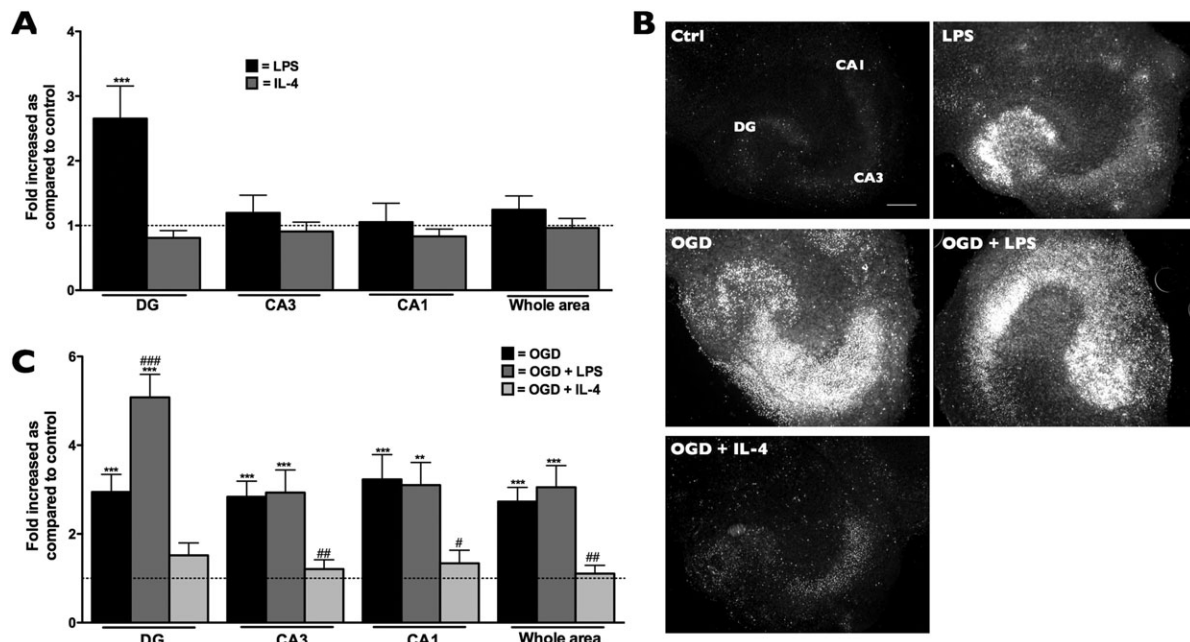 A
Fold increased as
compared to control
4
3
2
1
0
***
= LPS
= IL-4
DG
CA3
CA1
Whole area
B
Ctrl
CA1
DG
CA3
LPS
OGD
OGD + LPS
OGD + IL-4
C
Fold increased as
compared to control
6
4
2
0
= OGD
= OGD + LPS
= OGD + IL-4
***
###
***
***
***
##
***
**
#
***
***
##
DG
CA3
CA1
Whole area